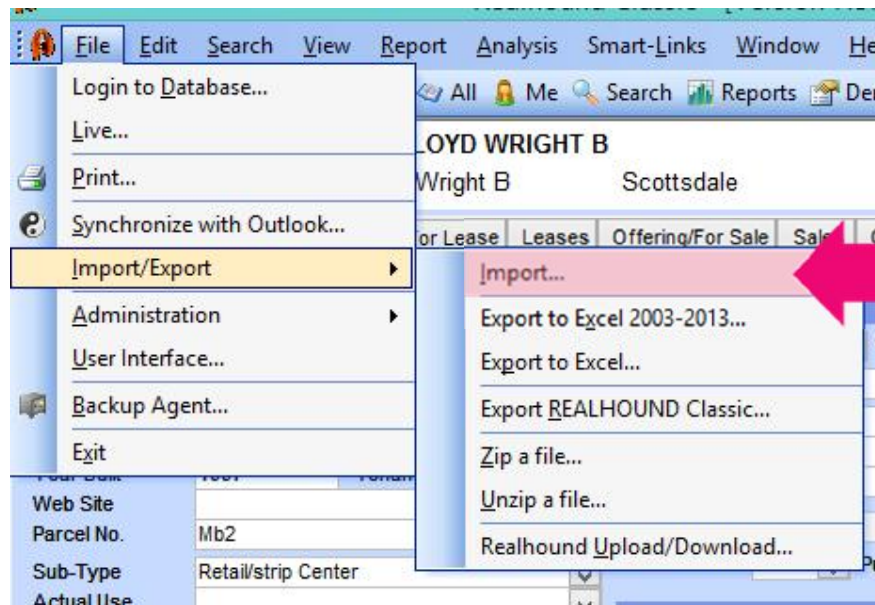 File Edit Search View Report Analysis Smart-Links Window
Login to Database... All Me Search Reports
Live... LOYD WRIGHT B
Print... Wright B Scottsdale
Synchronize with Outlook...
or Lease Leases Offering/For Sale Sale
Import/Export Import...
Administration Export to Excel 2003-2013...
User Interface... Export to Excel...
Backup Agent... Export REALHOUND Classic...
Exit Zip a file...
Web Site Unzip a file...
Parcel No. Mb2
Realhound Upload/Download...
Sub-Type Retail/strip Center
Actual Use